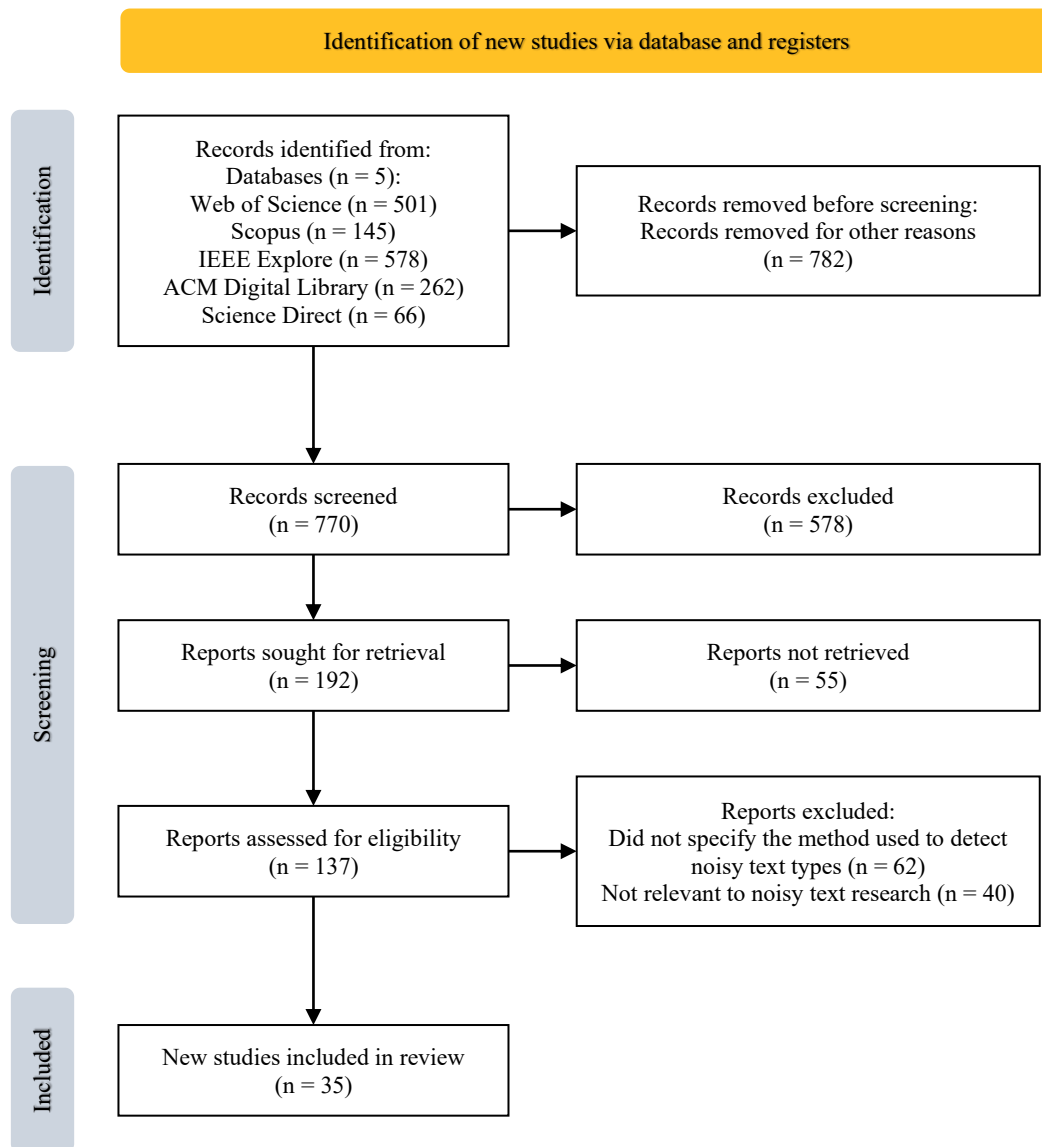 Identification of new studies via database and registers
Identification
Records identified from:
Databases (n = 5):
Web of Science (n = 501)
Scopus (n = 145)
IEEE Explore (n = 578)
ACM Digital Library (n = 262)
Science Direct (n = 66)
Records removed before screening:
Records removed for other reasons
(n = 782)
Screening
Records screened
(n = 770)
Records excluded
(n = 578)
Reports sought for retrieval
(n = 192)
Reports not retrieved
(n = 55)
Reports assessed for eligibility
(n = 137)
Reports excluded:
Did not specify the method used to detect
noisy text types (n = 62)
Not relevant to noisy text research (n = 40)
Included
New studies included in review
(n = 35)